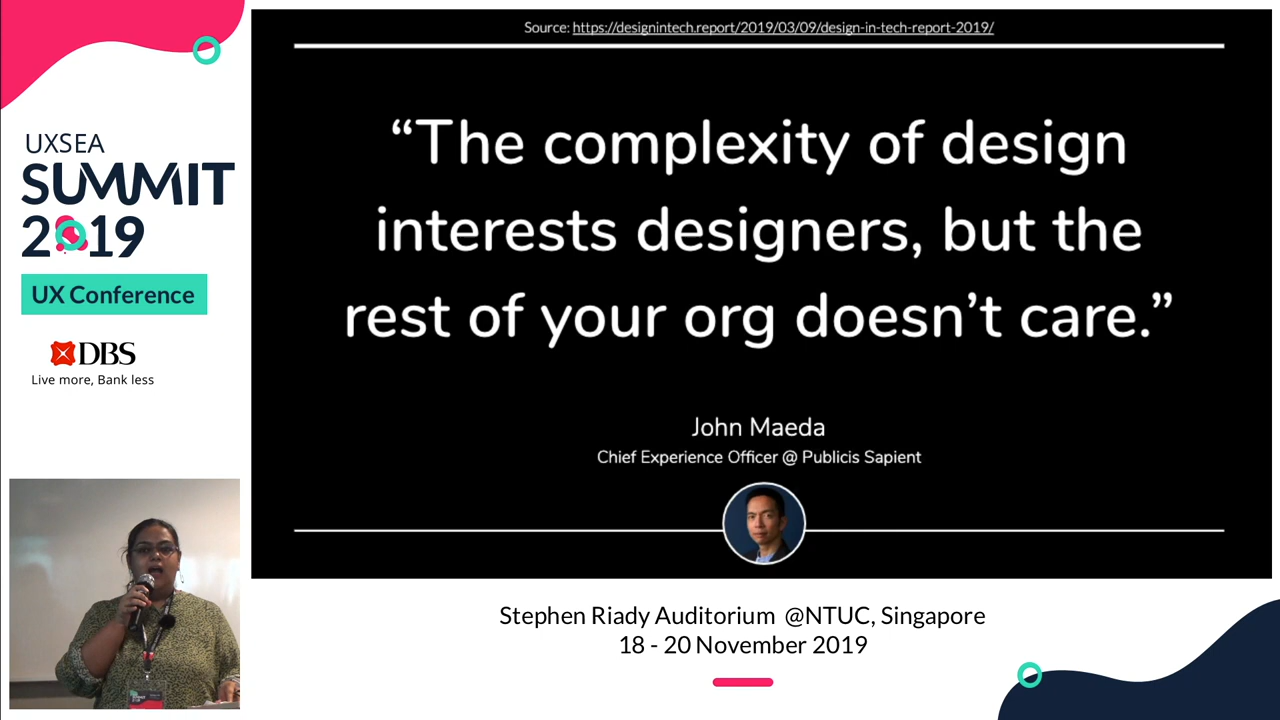 UXSEA
SUMMIT
2019
UX Conference
DBS
Live more, Bank less
Source: https://designintech.report/2019/03/09/design-in-tech-report-2019/
“The complexity of design
interests designers, but the
rest of your org doesn’t care.”
John Maeda
Chief Experience Officer @ Publicis Sapient
Stephen Riady Auditorium @NTUC, Singapore
18 - 20 November 2019